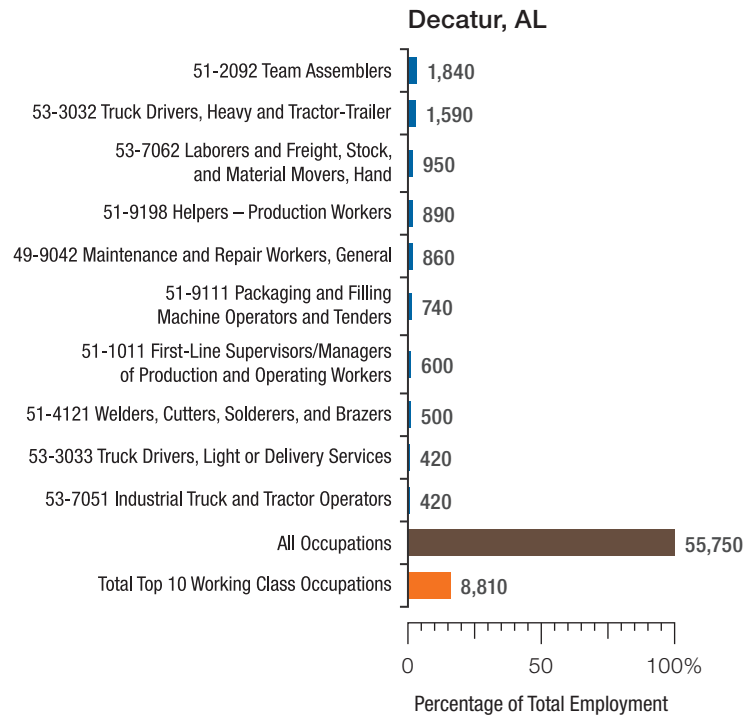 Decatur, AL
51-2092 Team Assemblers 1,840
53-3032 Truck Drivers, Heavy and Tractor-Trailer 1,590
53-7062 Laborers and Freight, Stock,
and Material Movers, Hand 950
51-9198 Helpers – Production Workers 890
49-9042 Maintenance and Repair Workers, General 860
51-9111 Packaging and Filling
Machine Operators and Tenders 740
51-1011 First-Line Supervisors/Managers
of Production and Operating Workers 600
51-4121 Welders, Cutters, Solderers, and Brazers 500
53-3033 Truck Drivers, Light or Delivery Services 420
53-7051 Industrial Truck and Tractor Operators 420
All Occupations 55,750
Total Top 10 Working Class Occupations 8,810
0 50 100%
Percentage of Total Employment